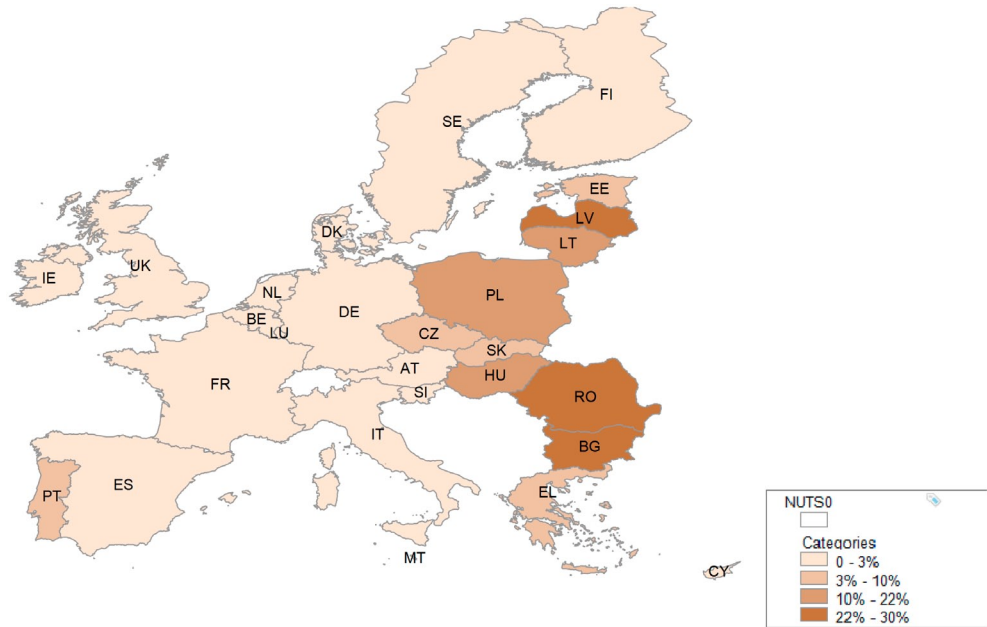 FI
SE
EE
LV
LT
DK
IE
UK
NL
BE
LU
DE
PL
CZ
SK
AT
HU
FR
SI
RO
IT
BG
PT
ES
EL
MT
CY
NUTS0
Categories
0 - 3%
3% - 10%
10% - 22%
22% - 30%